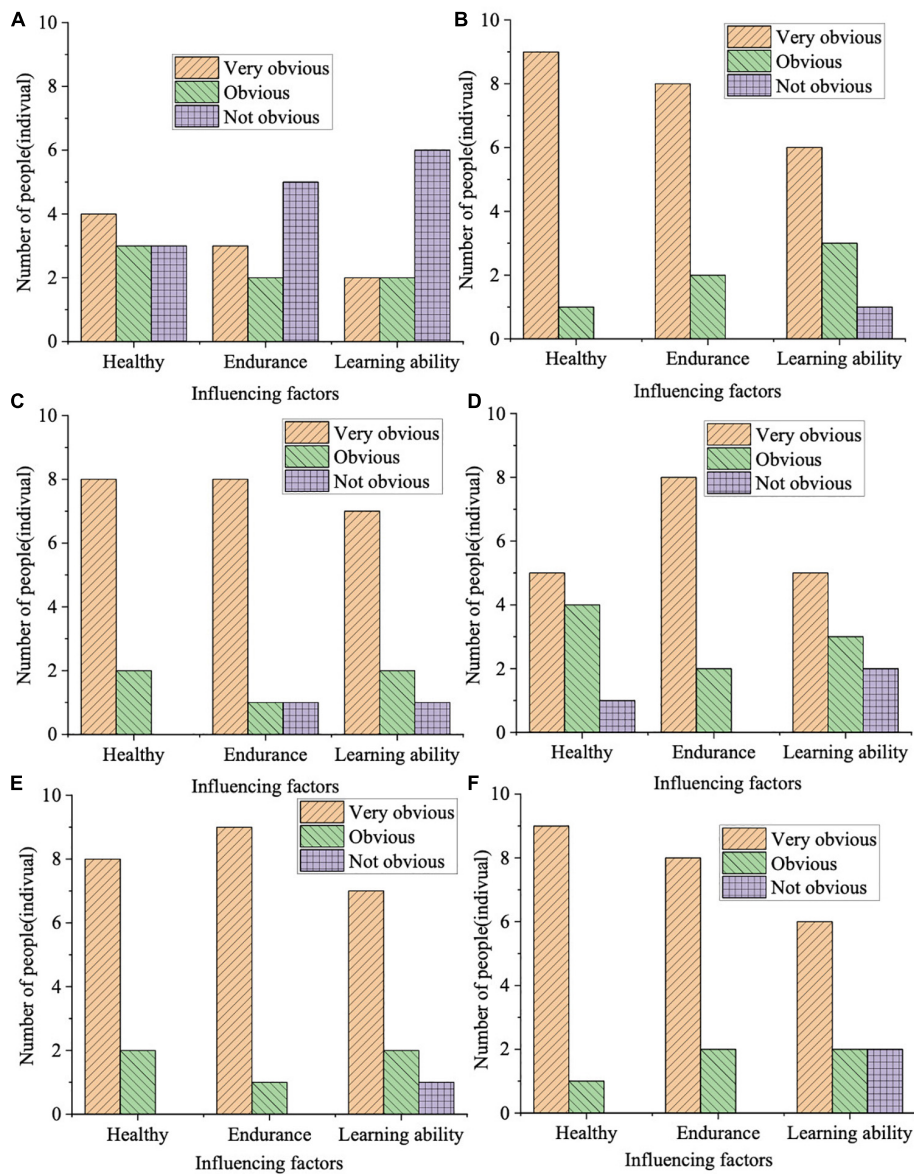 A
10
8
6
4
2
0
Number of people(indivual)
Very obvious
Obvious
Not obvious
Healthy Endurance Learning ability
Influencing factors
B
10
8
6
4
2
0
Number of people(indivual)
Very obvious
Obvious
Not obvious
Healthy Endurance Learning ability
Influencing factors
C
10
8
6
4
2
0
Number of people(indivual)
Very obvious
Obvious
Not obvious
Healthy Endurance Learning ability
Influencing factors
D
10
8
6
4
2
0
Number of people(indivual)
Very obvious
Obvious
Not obvious
Healthy Endurance Learning ability
Influencing factors
E
10
8
6
4
2
0
Number of people(indivual)
Very obvious
Obvious
Not obvious
Healthy Endurance Learning ability
Influencing factors
F
10
8
6
4
2
0
Number of people(indivual)
Very obvious
Obvious
Not obvious
Healthy Endurance Learning ability
Influencing factors